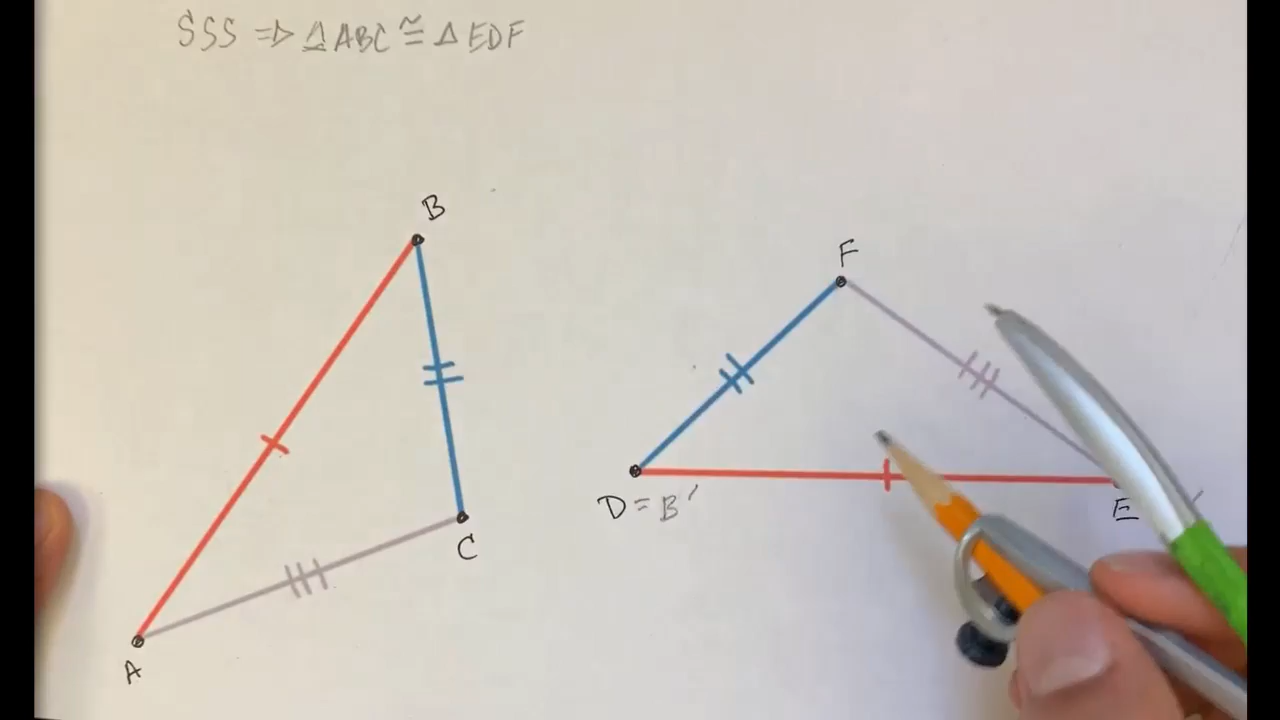 SSS ⇒ △ABC ≅ △EDF
B
F
D = B′
E
C
A